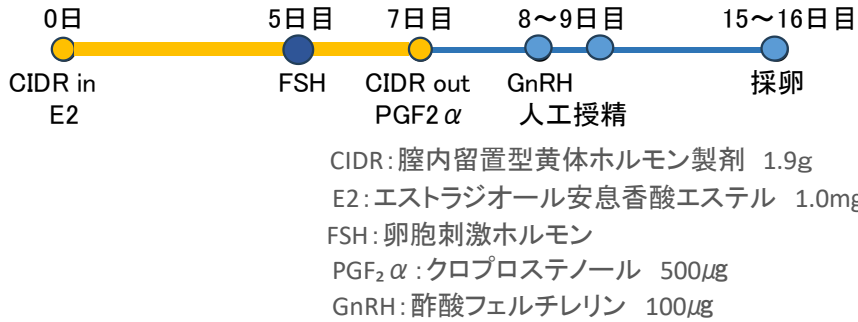 0日 5日目 7日目 8～9日目 15～16日目
CIDR in FSH CIDR out GnRH 採卵
E2 PGF2α 人工授精
CIDR：膣内留置型黄体ホルモン製剤 1.9g
E2：エストラジオール安息香酸エステル 1.0mg
FSH：卵胞刺激ホルモン
PGF₂α：クロプロステノール 500μg
GnRH：酢酸フェルチレリン 100μg